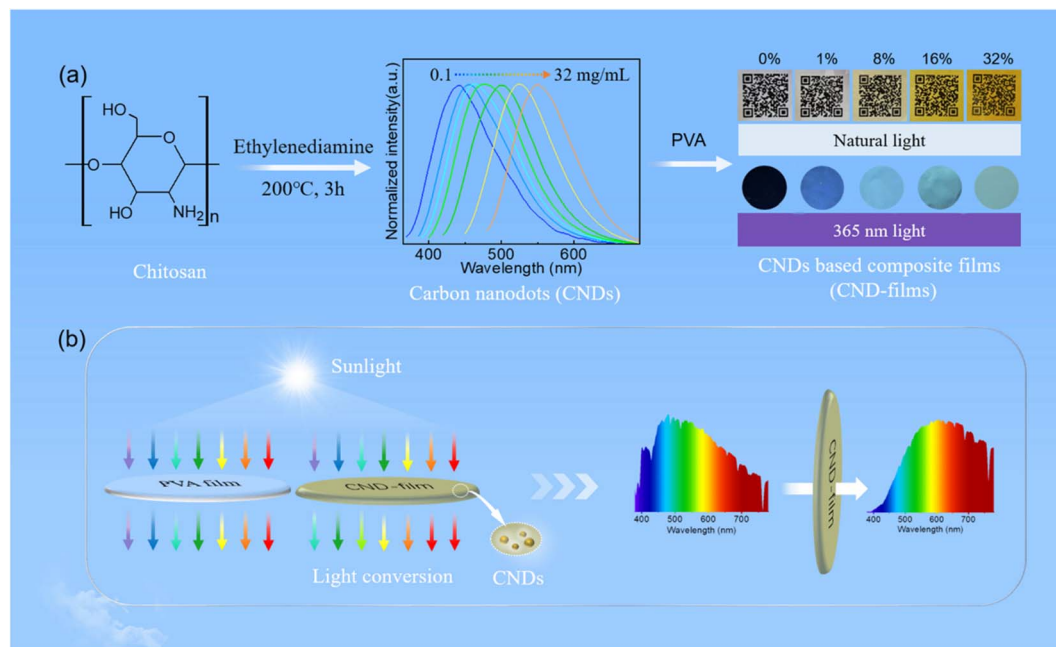 (a)
HO
O
O
HO
NH2
n
Chitosan
Ethylenediamine
200℃, 3h
Normalized intensity(a.u.)
0.1
32 mg/mL
400 500 600
Wavelength (nm)
Carbon nanodots (CNDs)
PVA
0% 1% 8% 16% 32%
Natural light
365 nm light
CNDs based composite films
(CND-films)
(b)
Sunlight
PVA film
CND-film
Light conversion
CNDs
400 500 600 700
Wavelength (nm)
CND-film
400 500 600 700
Wavelength (nm)